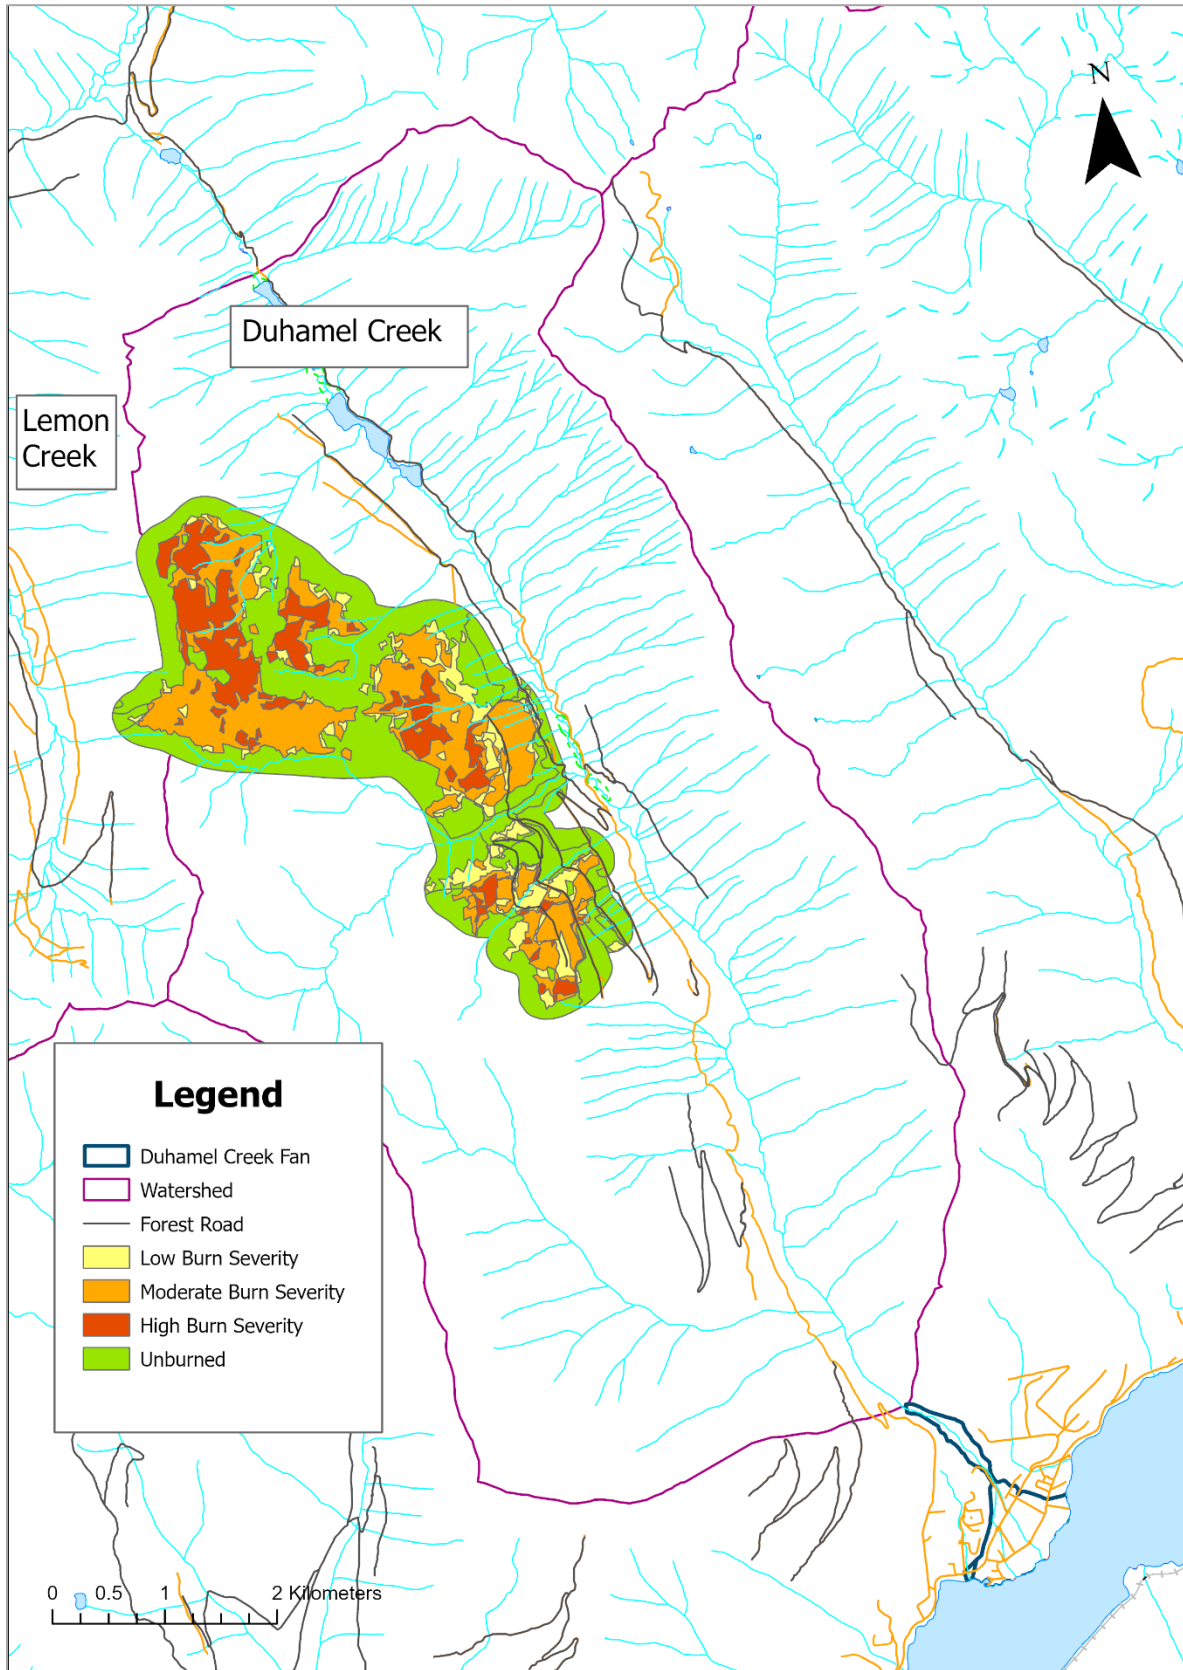 N
Duhamel Creek
Lemon
Creek
Legend
Duhamel Creek Fan
Watershed
Forest Road
Low Burn Severity
Moderate Burn Severity
High Burn Severity
Unburned
0 0.5 1 2 Kilometers